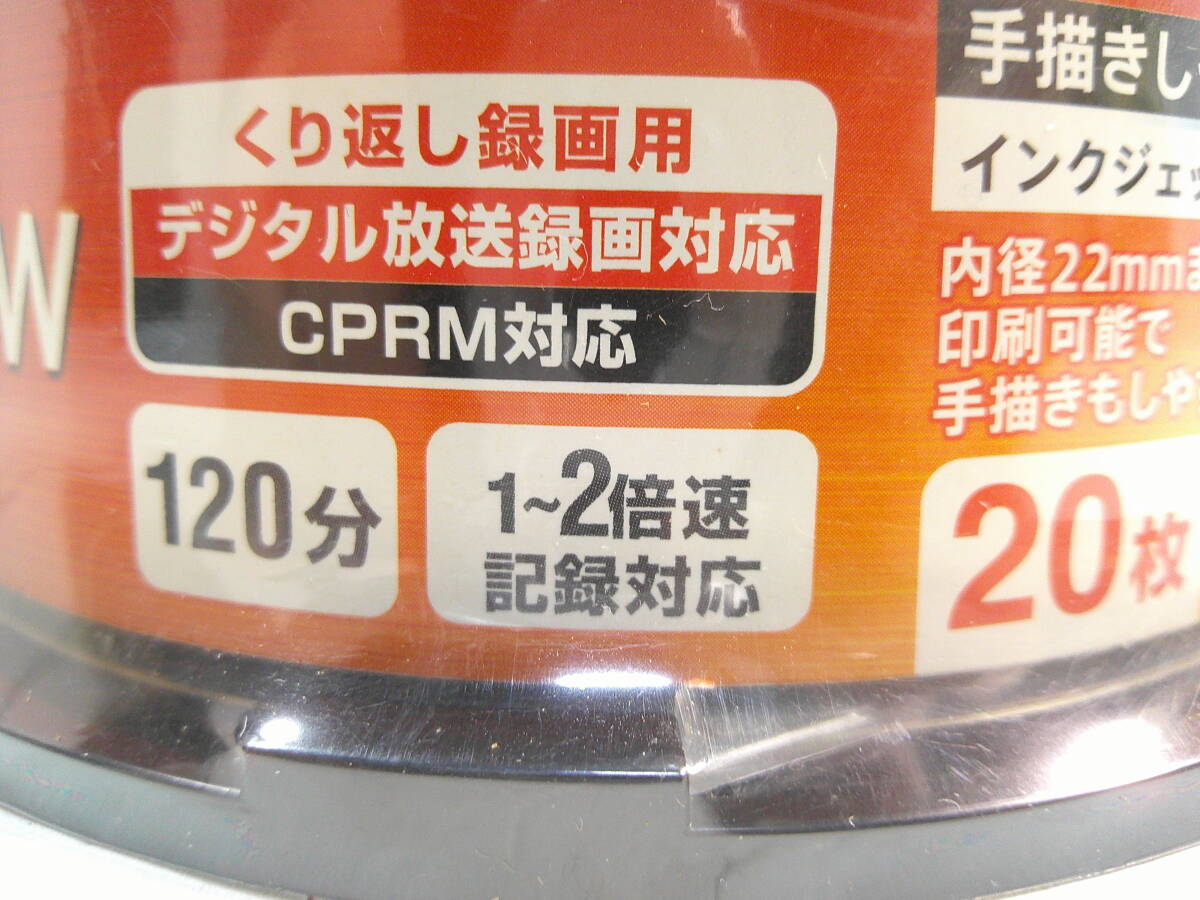 W
くり返し録画用
デジタル放送録画対応
CPRM対応
120分
1~2倍速
記録対応
手描きし
インクジェッ
内径22mmま
印刷可能で
手描きもしや
20枚